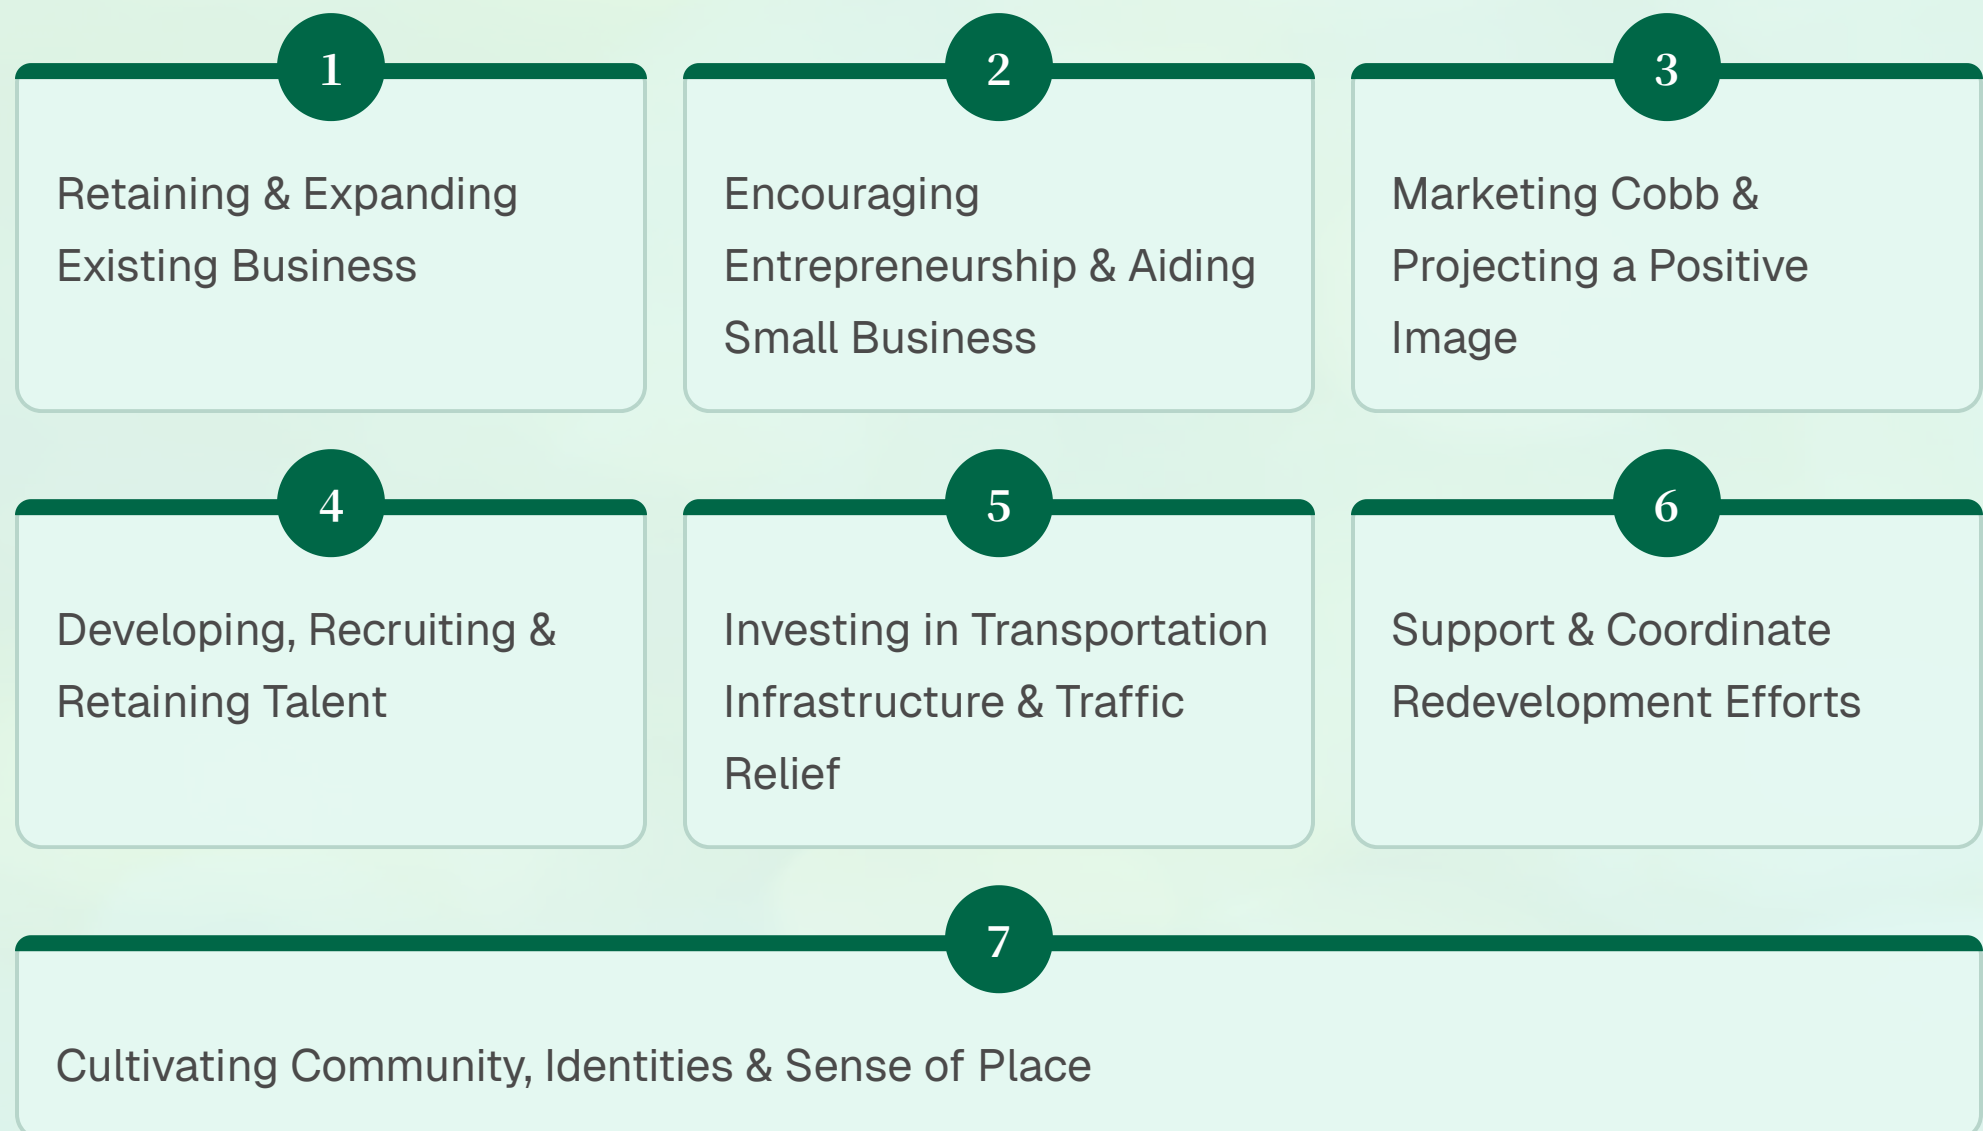 1
Retaining & Expanding
Existing Business
2
Encouraging
Entrepreneurship & Aiding
Small Business
3
Marketing Cobb &
Projecting a Positive
Image
4
Developing, Recruiting &
Retaining Talent
5
Investing in Transportation
Infrastructure & Traffic
Relief
6
Support & Coordinate
Redevelopment Efforts
7
Cultivating Community, Identities & Sense of Place